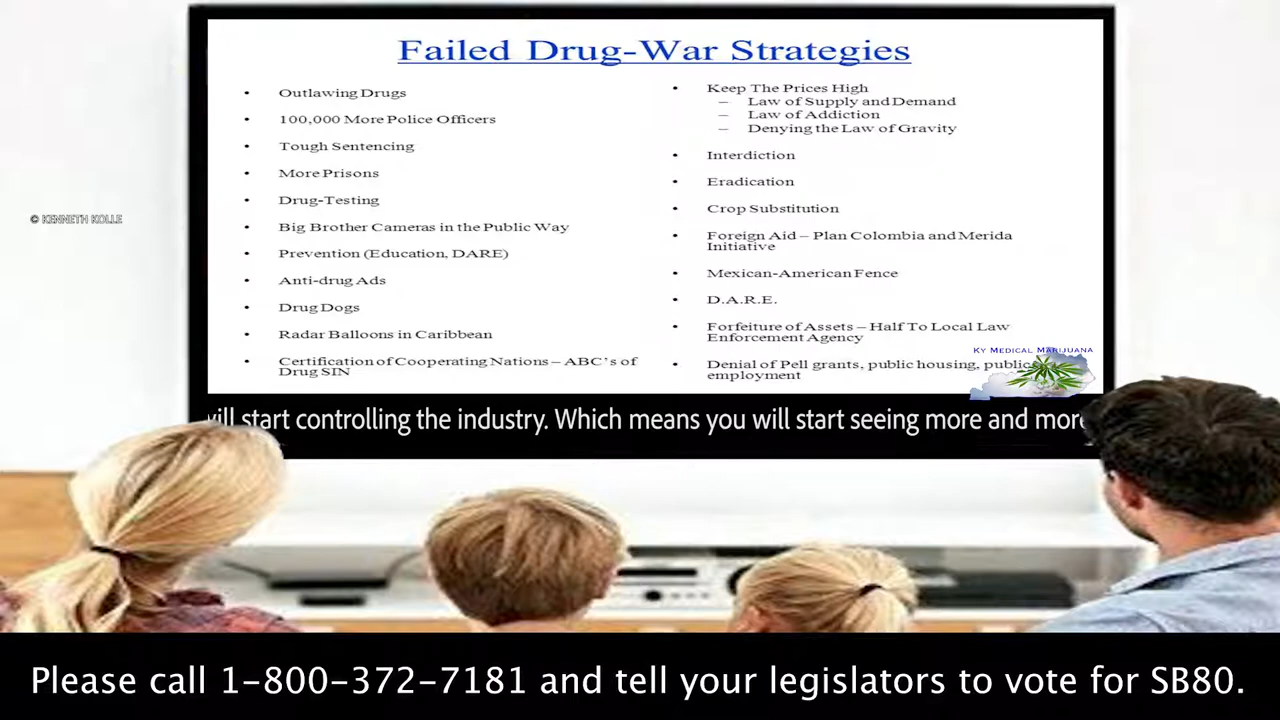 Failed Drug-War Strategies
• Outlawing Drugs
• 100,000 More Police Officers
• Tough Sentencing
• More Prisons
• Drug-Testing
• Big Brother Cameras in the Public Way
• Prevention (Education, DARE)
• Anti-drug Ads
• Drug Dogs
• Radar Balloons in Caribbean
• Certification of Cooperating Nations – ABC's of
Drug SIN
• Keep The Prices High
– Law of Supply and Demand
– Law of Addiction
– Denying the Law of Gravity
• Interdiction
• Eradication
• Crop Substitution
• Foreign Aid – Plan Colombia and Merida
Initiative
• Mexican-American Fence
• D.A.R.E.
• Forfeiture of Assets – Half To Local Law
Enforcement Agency
• Denial of Pell grants, public housing, public
employment
KY MEDICAL MARIJUANA
© KENNETH KOLLE
will start controlling the industry. Which means you will start seeing more and more
Please call 1-800-372-7181 and tell your legislators to vote for SB80.